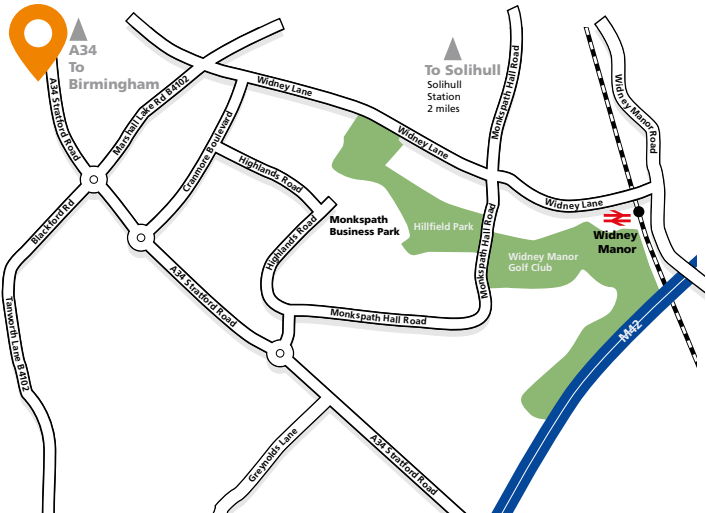 A34
To
Birmingham
A34 Stratford Road
Marshall Lake Rd B4102
Widney Lane
To Solihull
Solihull
Station
2 miles
Monkspath Hall Road
Widney Manor Road
Cranmore Boulevard
Widney Lane
Highlands Road
Blackford Rd
Widney Lane
Monkspath
Business Park
Hillfield Park
Highlands Road
Monkspath Hall Road
Widney
Manor
Widney Manor
Golf Club
A34 Stratford Road
Tanworth Lane B4102
Monkspath Hall Road
M42
Greynolds Lane
A34 Stratford Road